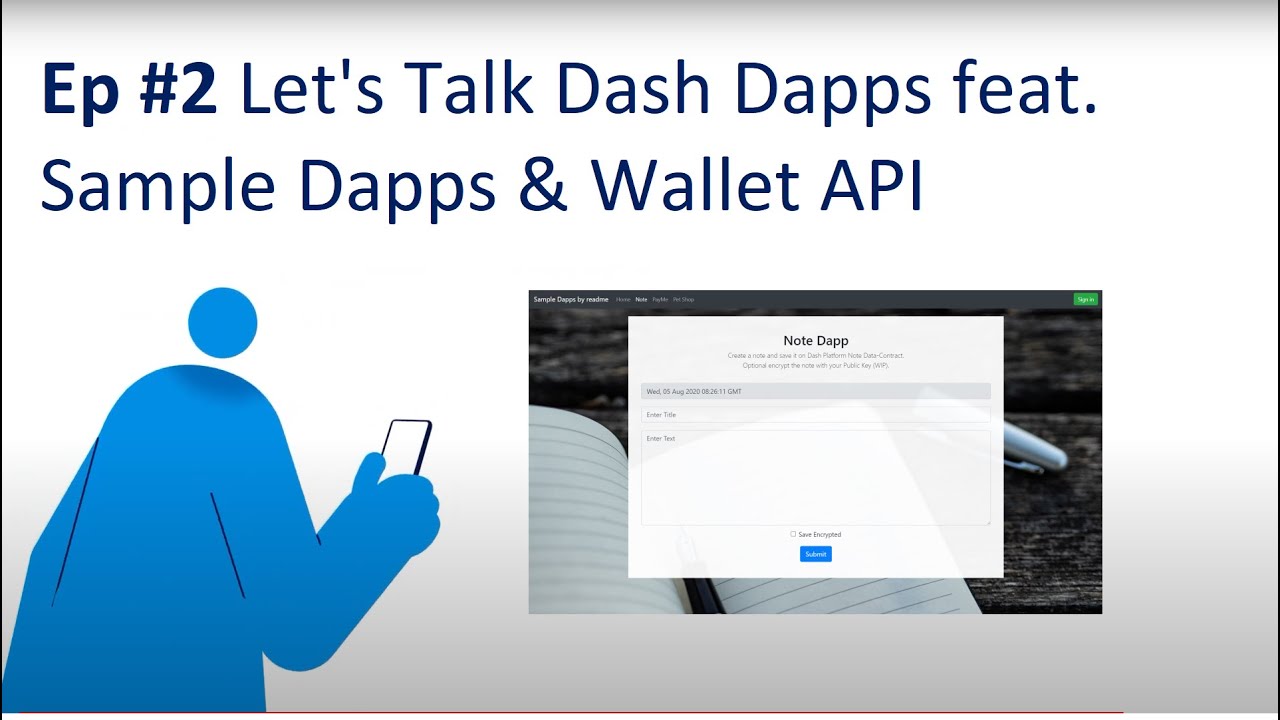 Ep #2 Let's Talk Dash Dapps feat.
Sample Dapps & Wallet API
Sample Dapps by readme Home Note PayMe Pet Shop Sign in
Note Dapp
Create a note and save it on Dash Platform Note Data-Contract.
Optional encrypt the note with your Public Key (WIP).
Wed, 05 Aug 2020 08:26:11 GMT
Enter Title
Enter Text
Save Encrypted
Submit